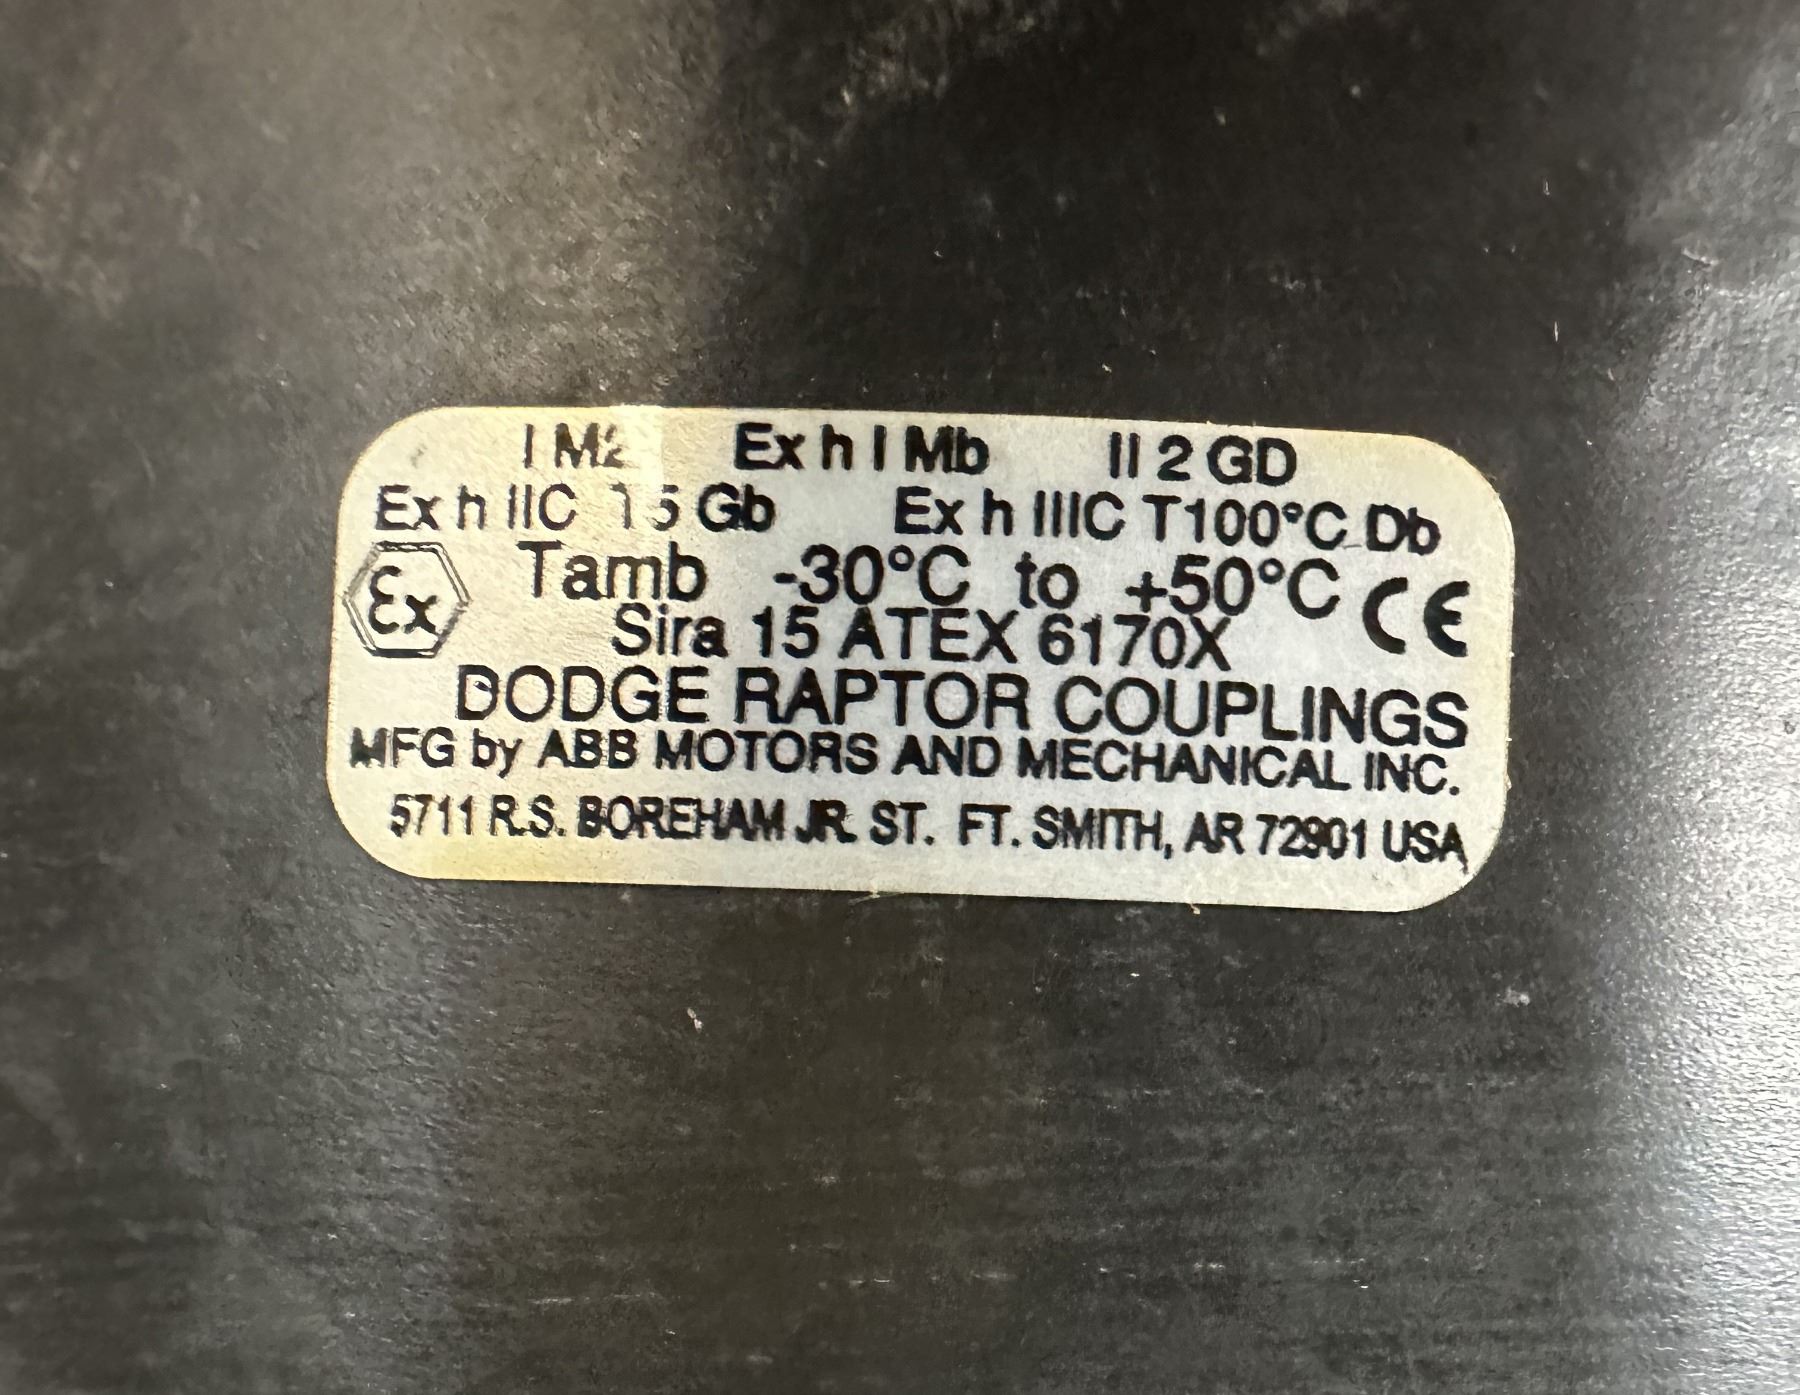 I M2 Ex h I Mb II 2 GD
Ex h IIC T5 Gb Ex h IIIC T100°C Db
Ex Tamb -30°C to +50°C CE
Sira 15 ATEX 6170X
DODGE RAPTOR COUPLINGS
MFG by ABB MOTORS AND MECHANICAL INC.
5711 R.S. BOREHAM JR. ST. FT. SMITH, AR 72901 USA